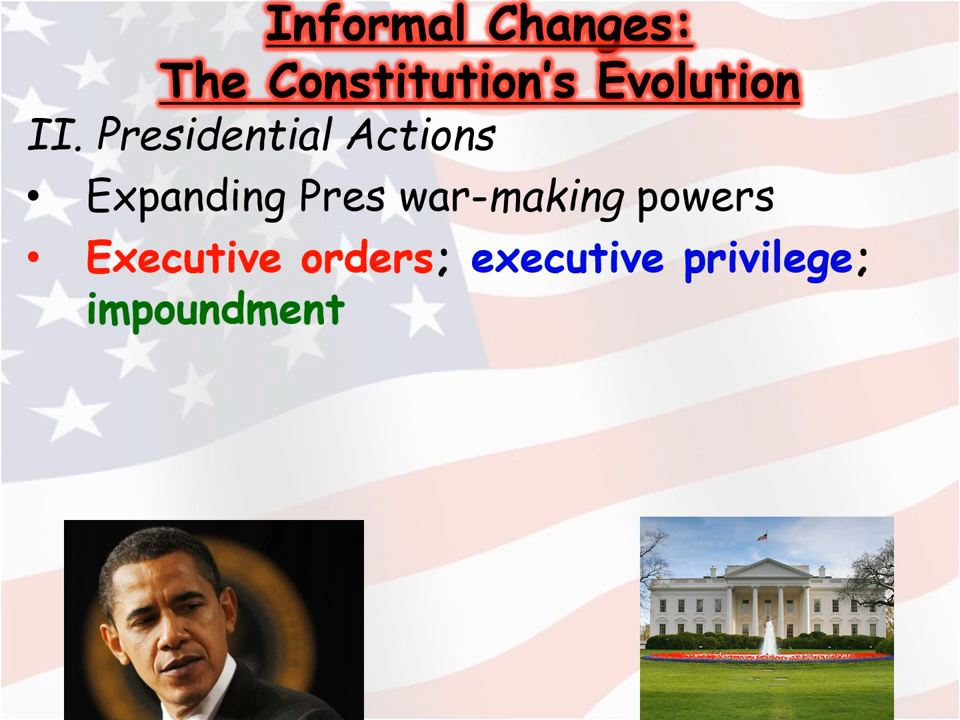 Informal Changes:
The Constitution's Evolution
II. Presidential Actions
• Expanding Pres war-making powers
• Executive orders; executive privilege;
impoundment